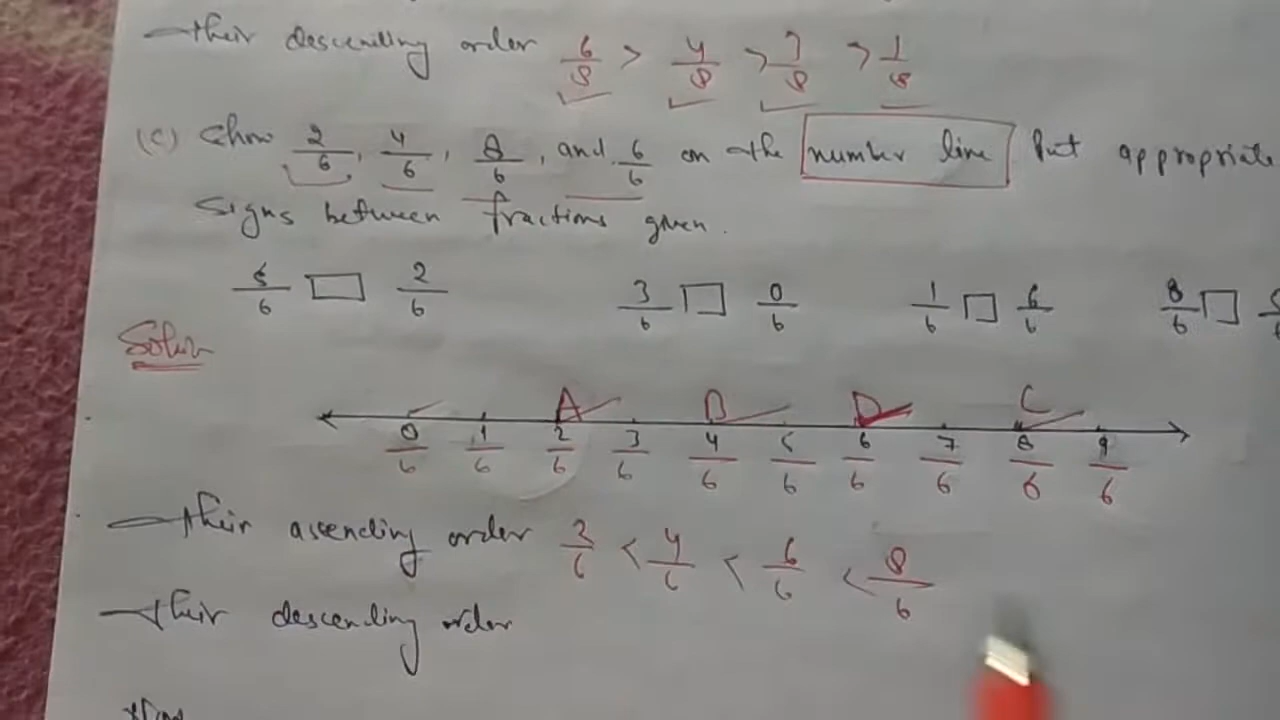 their descending order 6/8 > 4/8 > 3/8 > 1/8
(c) Show 2/6, 4/6, 8/6, and 6/6 on the number line Put appropriate
Signs between fractions given.
5/6 □ 2/6 3/6 □ 0/6 1/6 □ 6/6 8/6 □
Solun
A B D C
0/6 1/6 2/6 3/6 4/6 5/6 6/6 7/6 8/6 9/6
their ascending order 2/6 < 4/6 < 6/6 < 8/6
their descending order